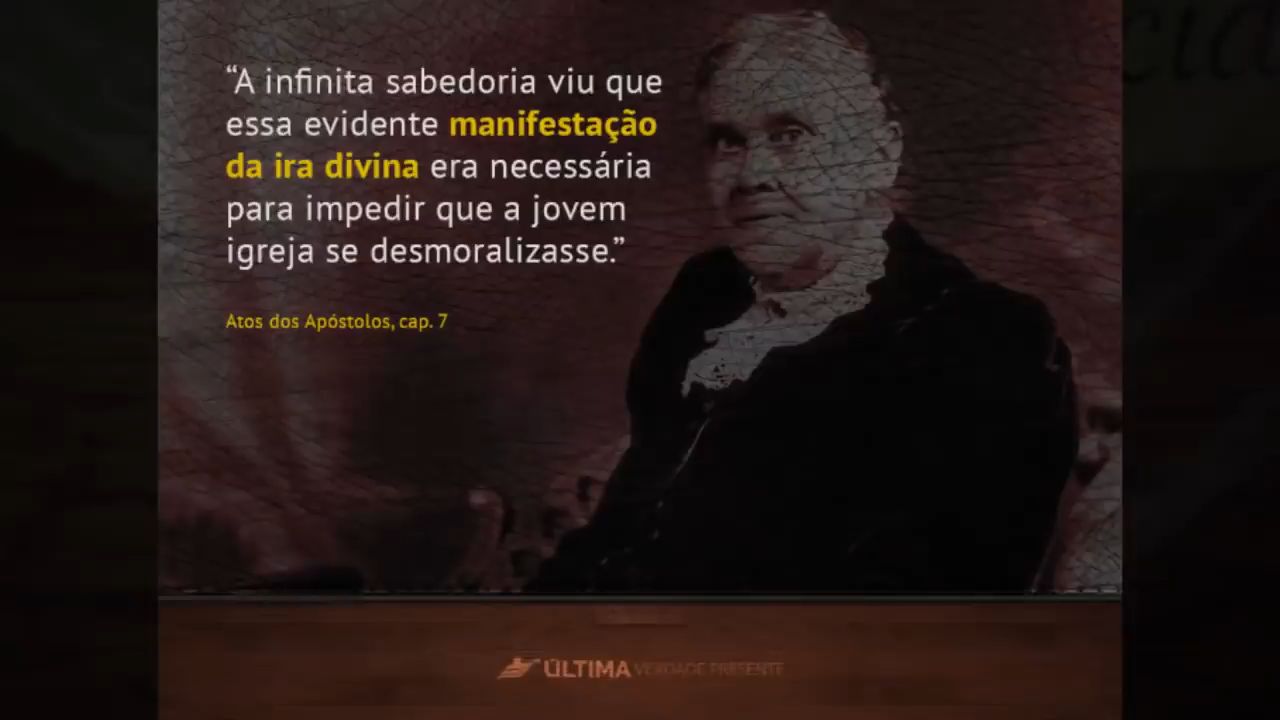 “A infinita sabedoria viu que
essa evidente manifestação
da ira divina era necessária
para impedir que a jovem
igreja se desmoralizasse.”
Atos dos Apóstolos, cap. 7
ÚLTIMA VERDADE PRESENTE